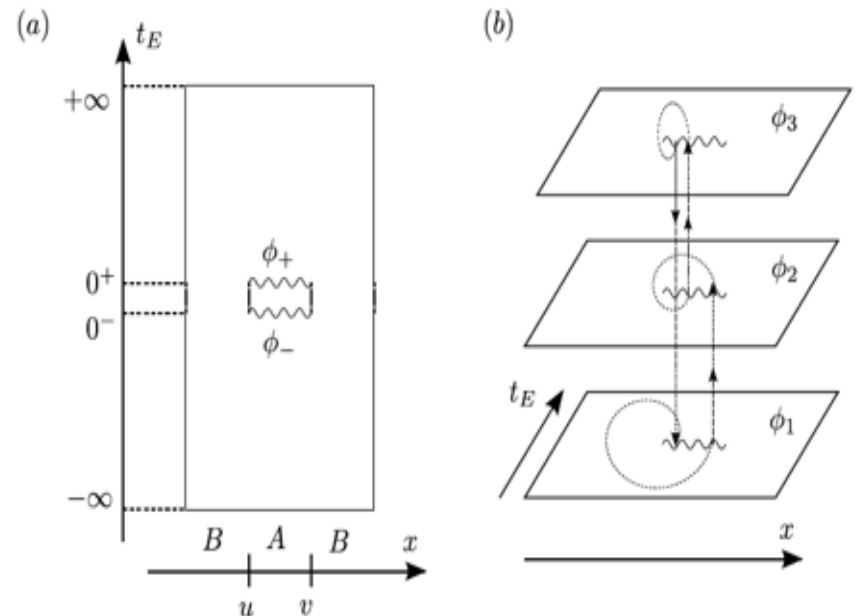 (a)
t_E
+∞
ϕ_+
0^+
0^-
ϕ_-
-∞
B A B x
u v
(b)
ϕ_3
ϕ_2
t_E
ϕ_1
x